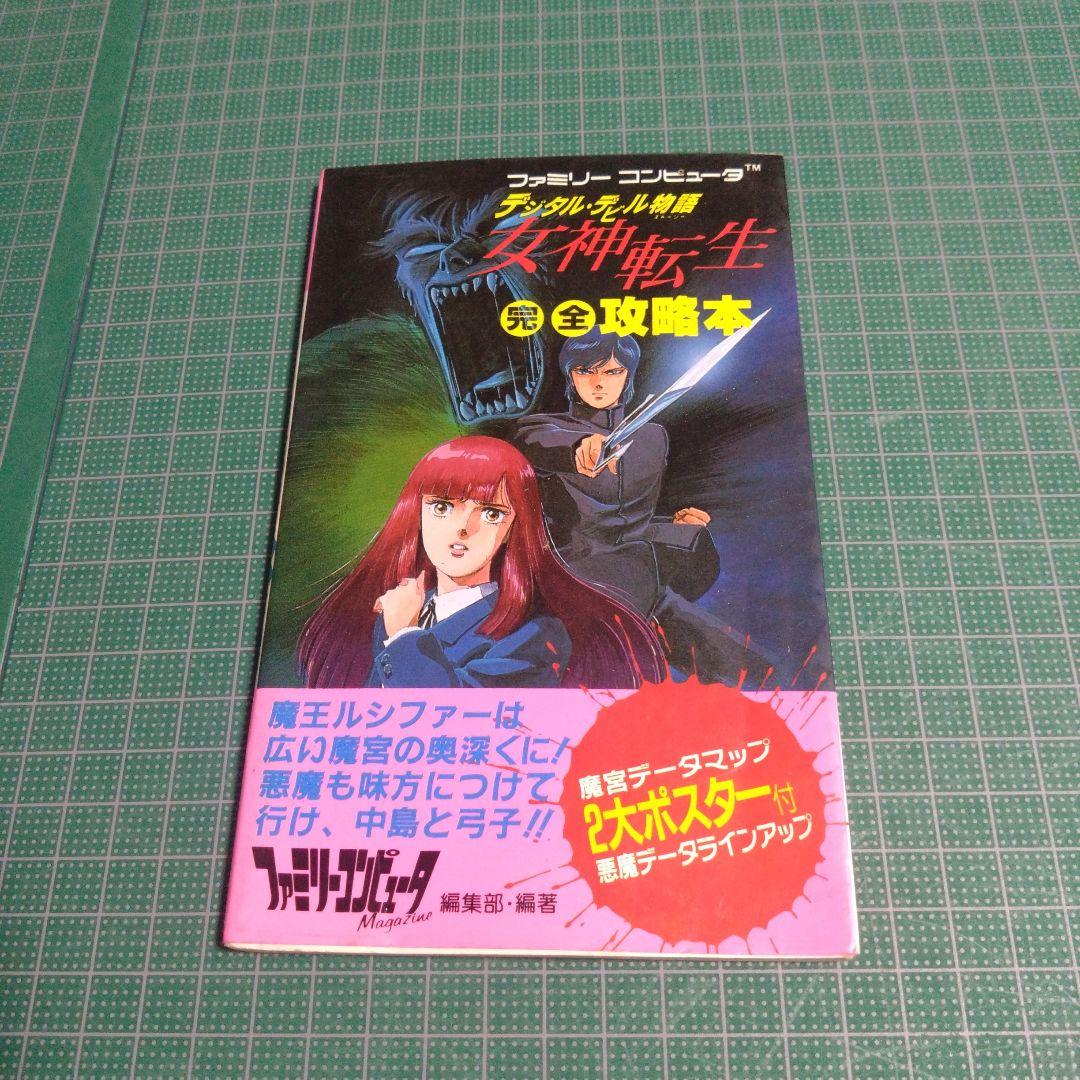 ファミリー コンピュータ™
デジタル・デビル物語
ストーリー
女神転生
完全攻略本
魔王ルシファーは
広い魔宮の奥深くに!
悪魔も味方につけて
行け、中島と弓子!!
ファミリーコンピュータ
Magazine
編集部・編著
魔宮データマップ
2大ポスター付
悪魔データラインアップ